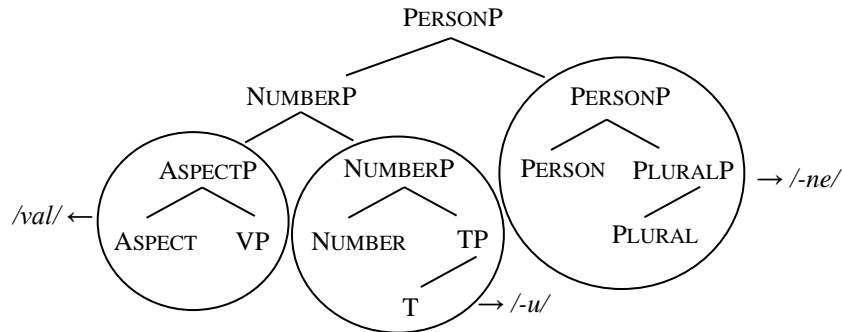 PERSONP
NUMBERP PERSONP
ASPECTP NUMBERP PERSON PLURALP → /-ne/
/val/ ← ASPECT VP NUMBER TP PLURAL
T → /-u/